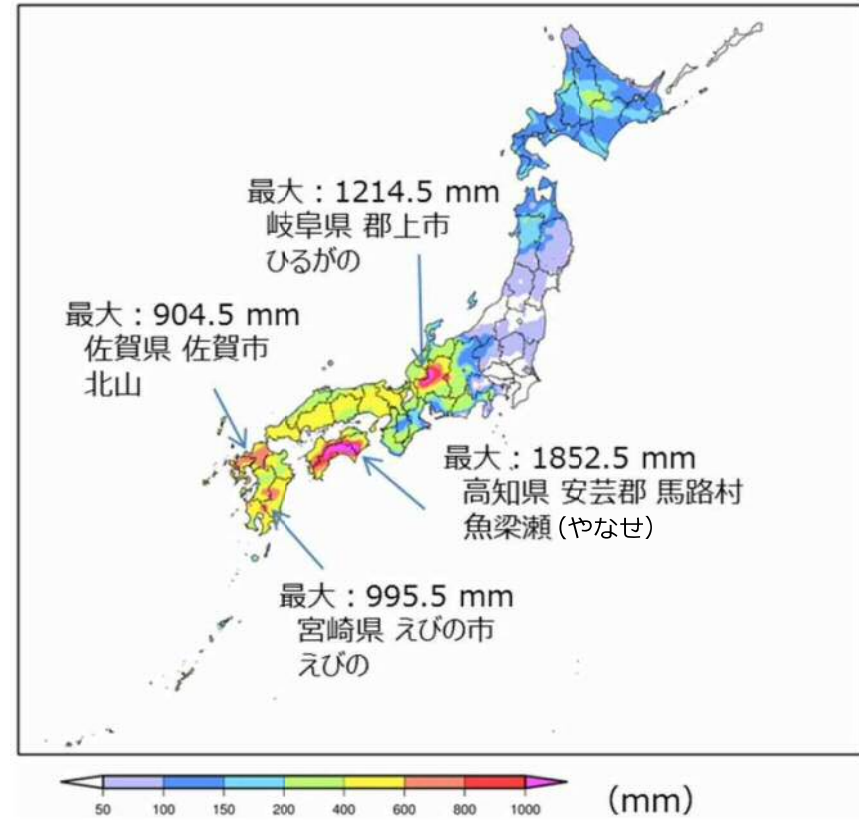 最大：1214.5 mm
岐阜県 郡上市
ひるがの
最大：904.5 mm
佐賀県 佐賀市
北山
最大：1852.5 mm
高知県 安芸郡 馬路村
魚梁瀬(やなせ)
最大：995.5 mm
宮崎県 えびの市
えびの
50 100 150 200 400 600 800 1000 (mm)